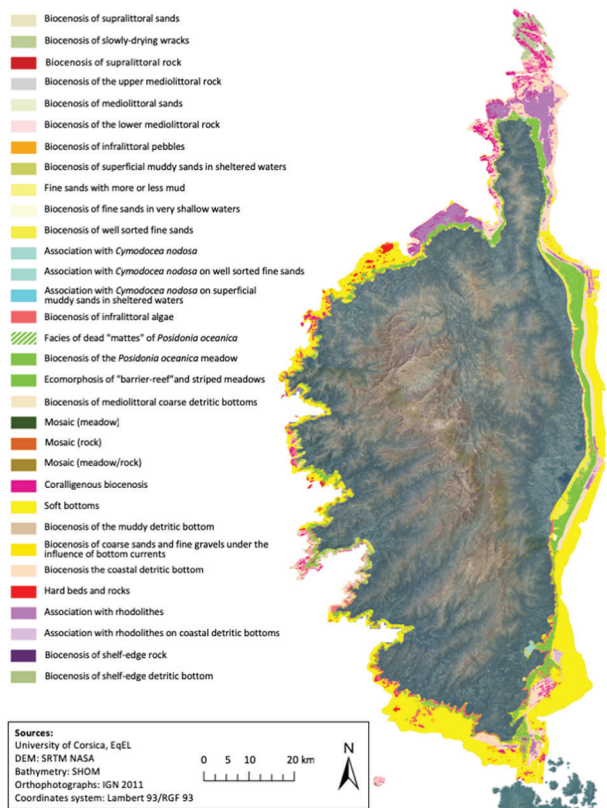 Biocenosis of supralittoral sands
Biocenosis of slowly-drying wracks
Biocenosis of supralittoral rock
Biocenosis of the upper mediolittoral rock
Biocenosis of mediolittoral sands
Biocenosis of the lower mediolittoral rock
Biocenosis of infralittoral pebbles
Biocenosis of superficial muddy sands in sheltered waters
Fine sands with more or less mud
Biocenosis of fine sands in very shallow waters
Biocenosis of well sorted fine sands
Association with Cymodocea nodosa
Association with Cymodocea nodosa on well sorted fine sands
Association with Cymodocea nodosa on superficial
muddy sands in sheltered waters
Biocenosis of infralittoral algae
Facies of dead "mattes" of Posidonia oceanica
Biocenosis of the Posidonia oceanica meadow
Ecomorphosis of "barrier-reef"and striped meadows
Biocenosis of mediolittoral coarse detritic bottoms
Mosaic (meadow)
Mosaic (rock)
Mosaic (meadow/rock)
Coralligenous biocenosis
Soft bottoms
Biocenosis of the muddy detritic bottom
Biocenosis of coarse sands and fine gravels under the
influence of bottom currents
Biocenosis the coastal detritic bottom
Hard beds and rocks
Association with rhodolithes
Association with rhodolithes on coastal detritic bottoms
Biocenosis of shelf-edge rock
Biocenosis of shelf-edge detritic bottom
Sources:
University of Corsica, EqEL
DEM: SRTM NASA
Bathymetry: SHOM
Orthophotographs: IGN 2011
Coordinates system: Lambert 93/RGF 93
0 5 10 20 km
N